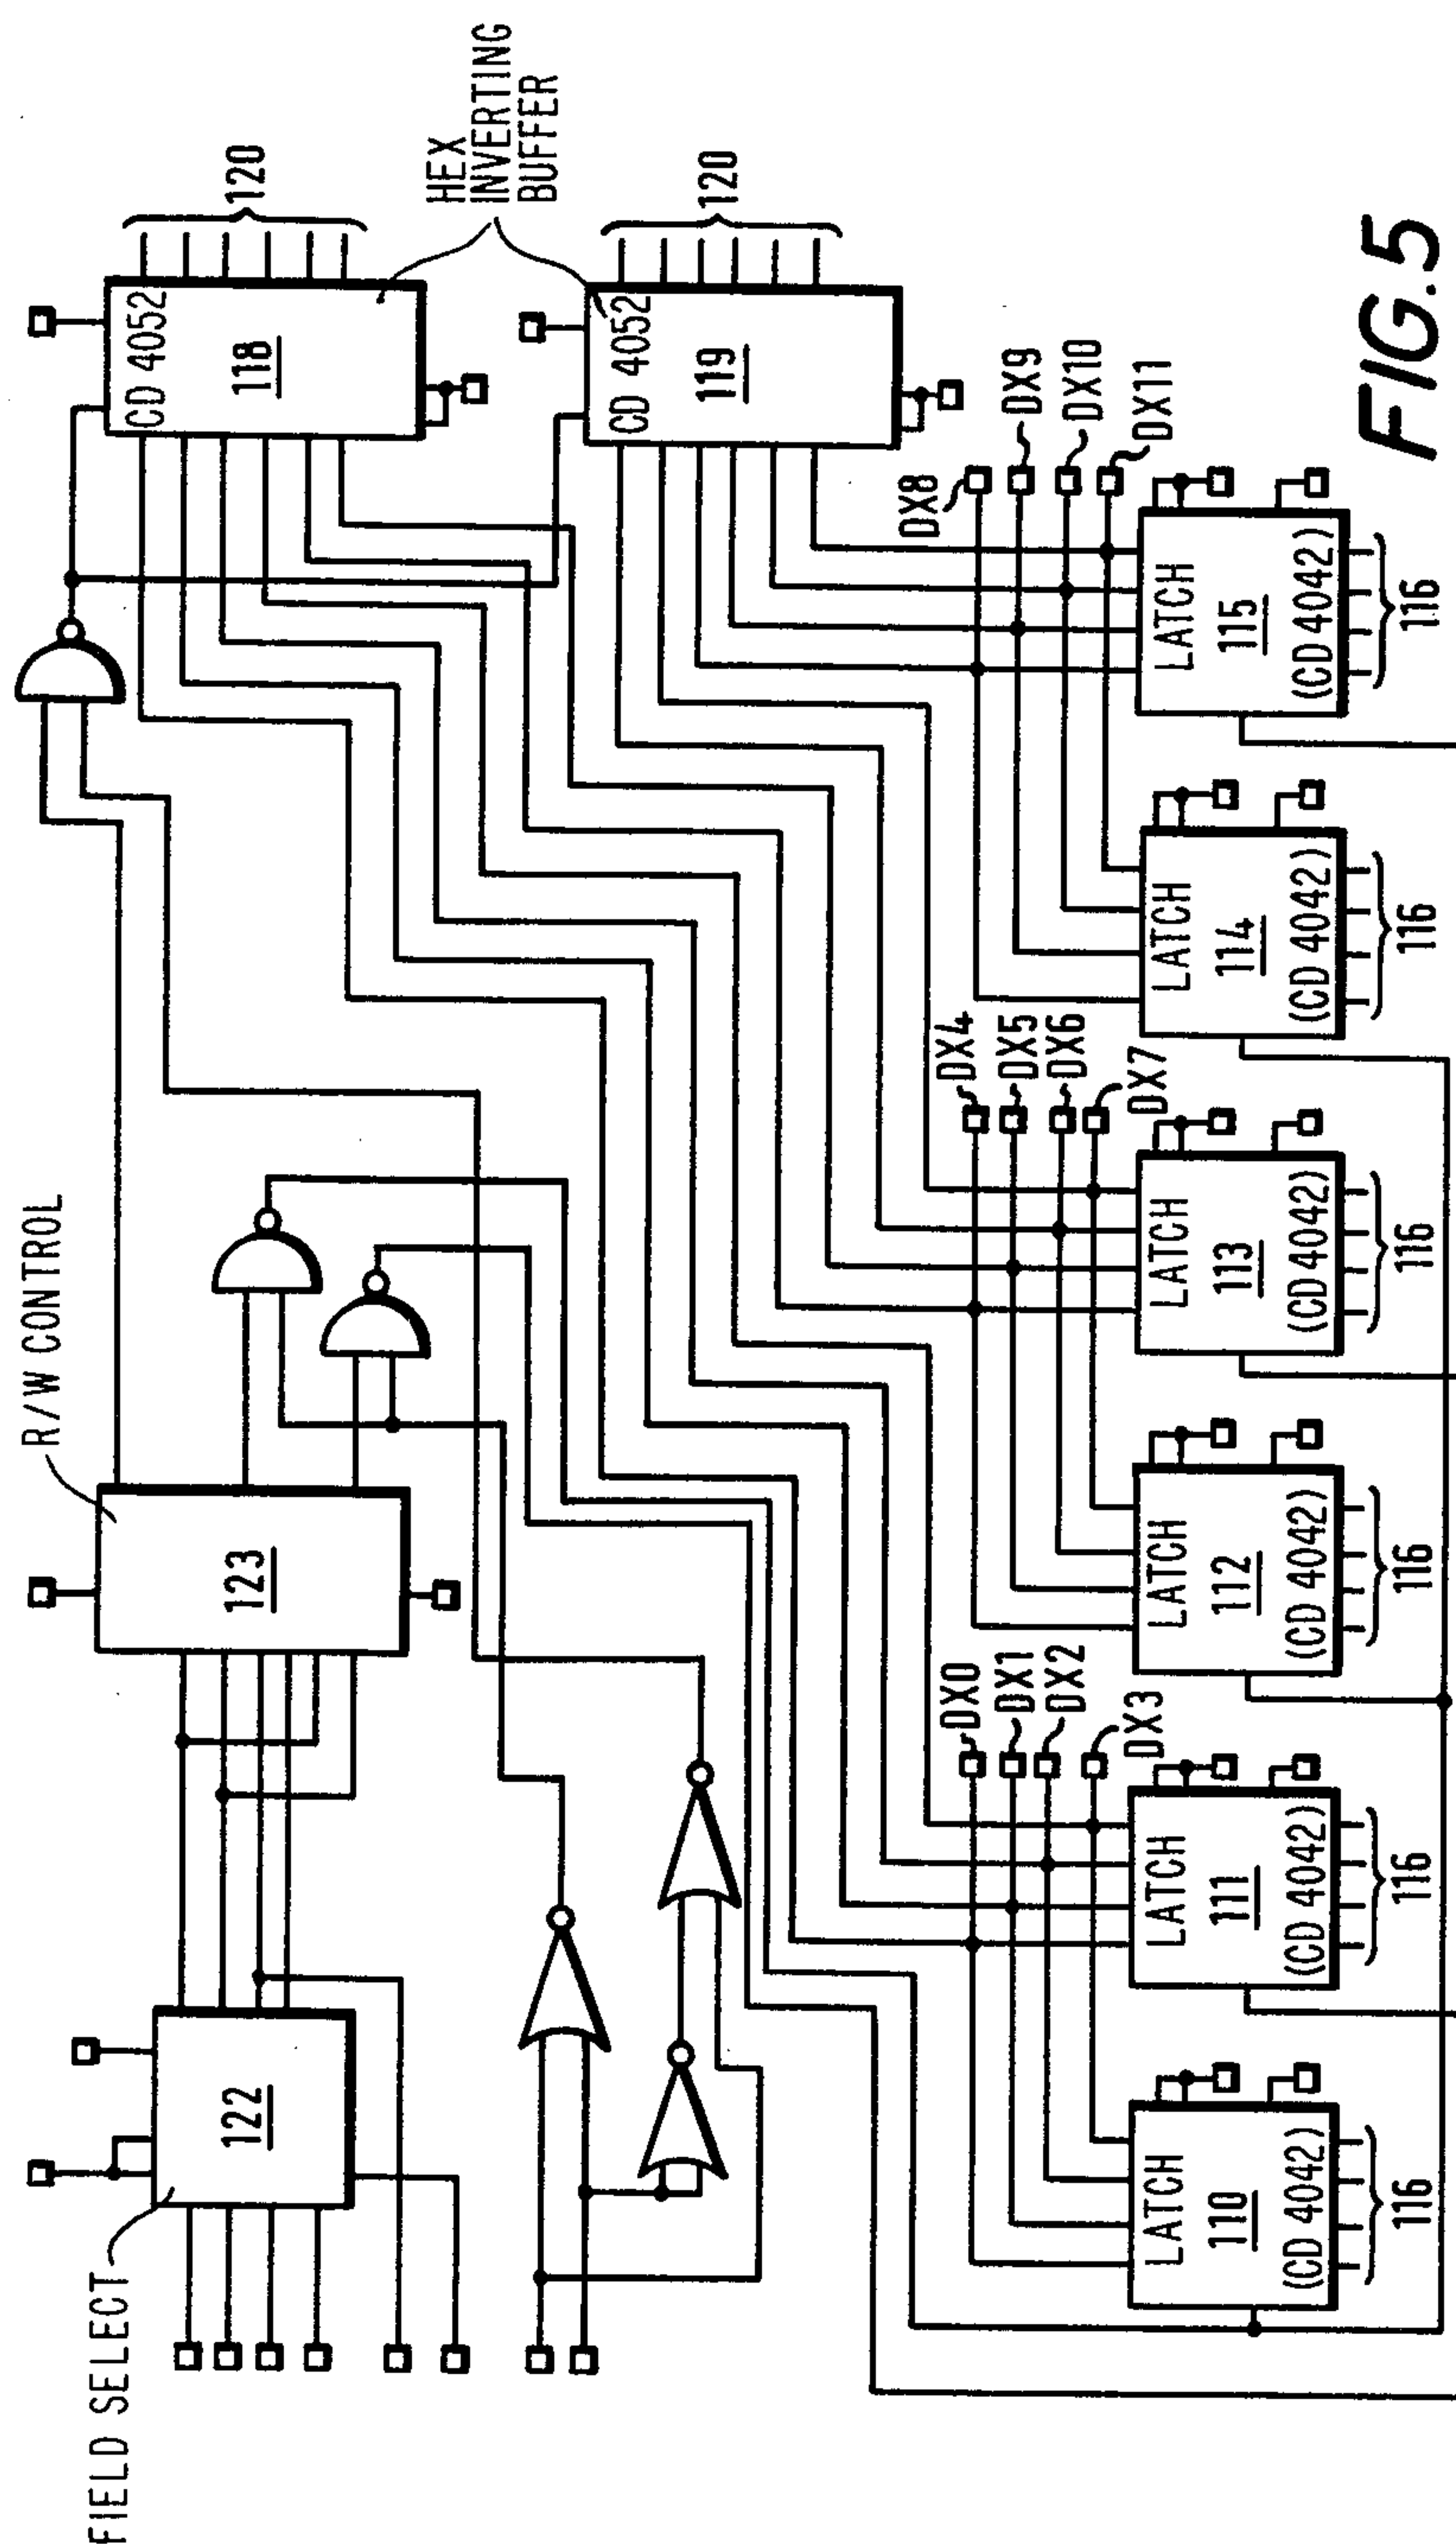 FIELD SELECT
122
R/W CONTROL
123
CD 4052
118
120
HEX
INVERTING
BUFFER
CD 4052
119
120
DX0
DX1
DX2
DX3
DX4
DX5
DX6
DX7
DX8
DX9
DX10
DX11
LATCH
110
(CD 4042)
116
LATCH
111
(CD 4042)
116
LATCH
112
(CD 4042)
116
LATCH
113
(CD 4042)
116
LATCH
114
(CD 4042)
116
LATCH
115
(CD 4042)
116
FIG.5